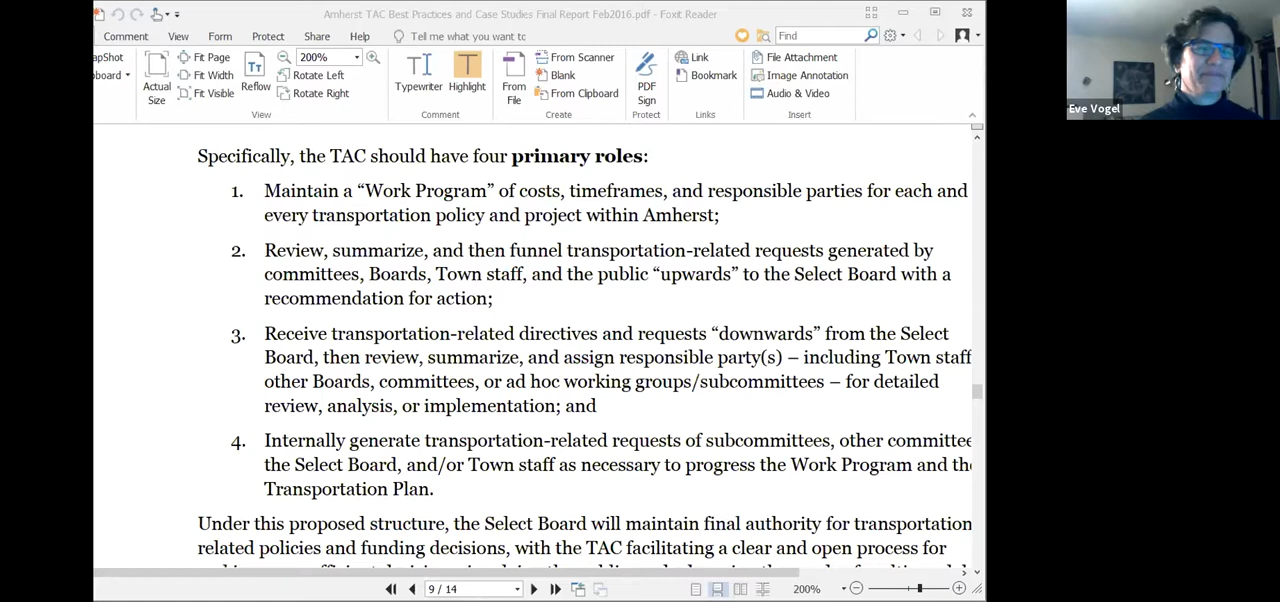 Amherst TAC Best Practices and Case Studies Final Report Feb2016.pdf - Foxit Reader
Comment View Form Protect Share Help Tell me what you want to Find
apShot Fit Page 200% From Scanner Link File Attachment
pboard Fit Width Rotate Left Blank Bookmark Image Annotation
Fit Visible Rotate Right From Clipboard Audio & Video
Actual Size Reflow Typewriter Highlight From File PDF Sign
View Comment Create Protect Links Insert
Eve Vogel
Specifically, the TAC should have four primary roles:
1. Maintain a “Work Program” of costs, timeframes, and responsible parties for each and
every transportation policy and project within Amherst;
2. Review, summarize, and then funnel transportation-related requests generated by
committees, Boards, Town staff, and the public “upwards” to the Select Board with a
recommendation for action;
3. Receive transportation-related directives and requests “downwards” from the Select
Board, then review, summarize, and assign responsible party(s) – including Town staff
other Boards, committees, or ad hoc working groups/subcommittees – for detailed
review, analysis, or implementation; and
4. Internally generate transportation-related requests of subcommittees, other committee
the Select Board, and/or Town staff as necessary to progress the Work Program and the
Transportation Plan.
Under this proposed structure, the Select Board will maintain final authority for transportation
related policies and funding decisions, with the TAC facilitating a clear and open process for
9 / 14 200%